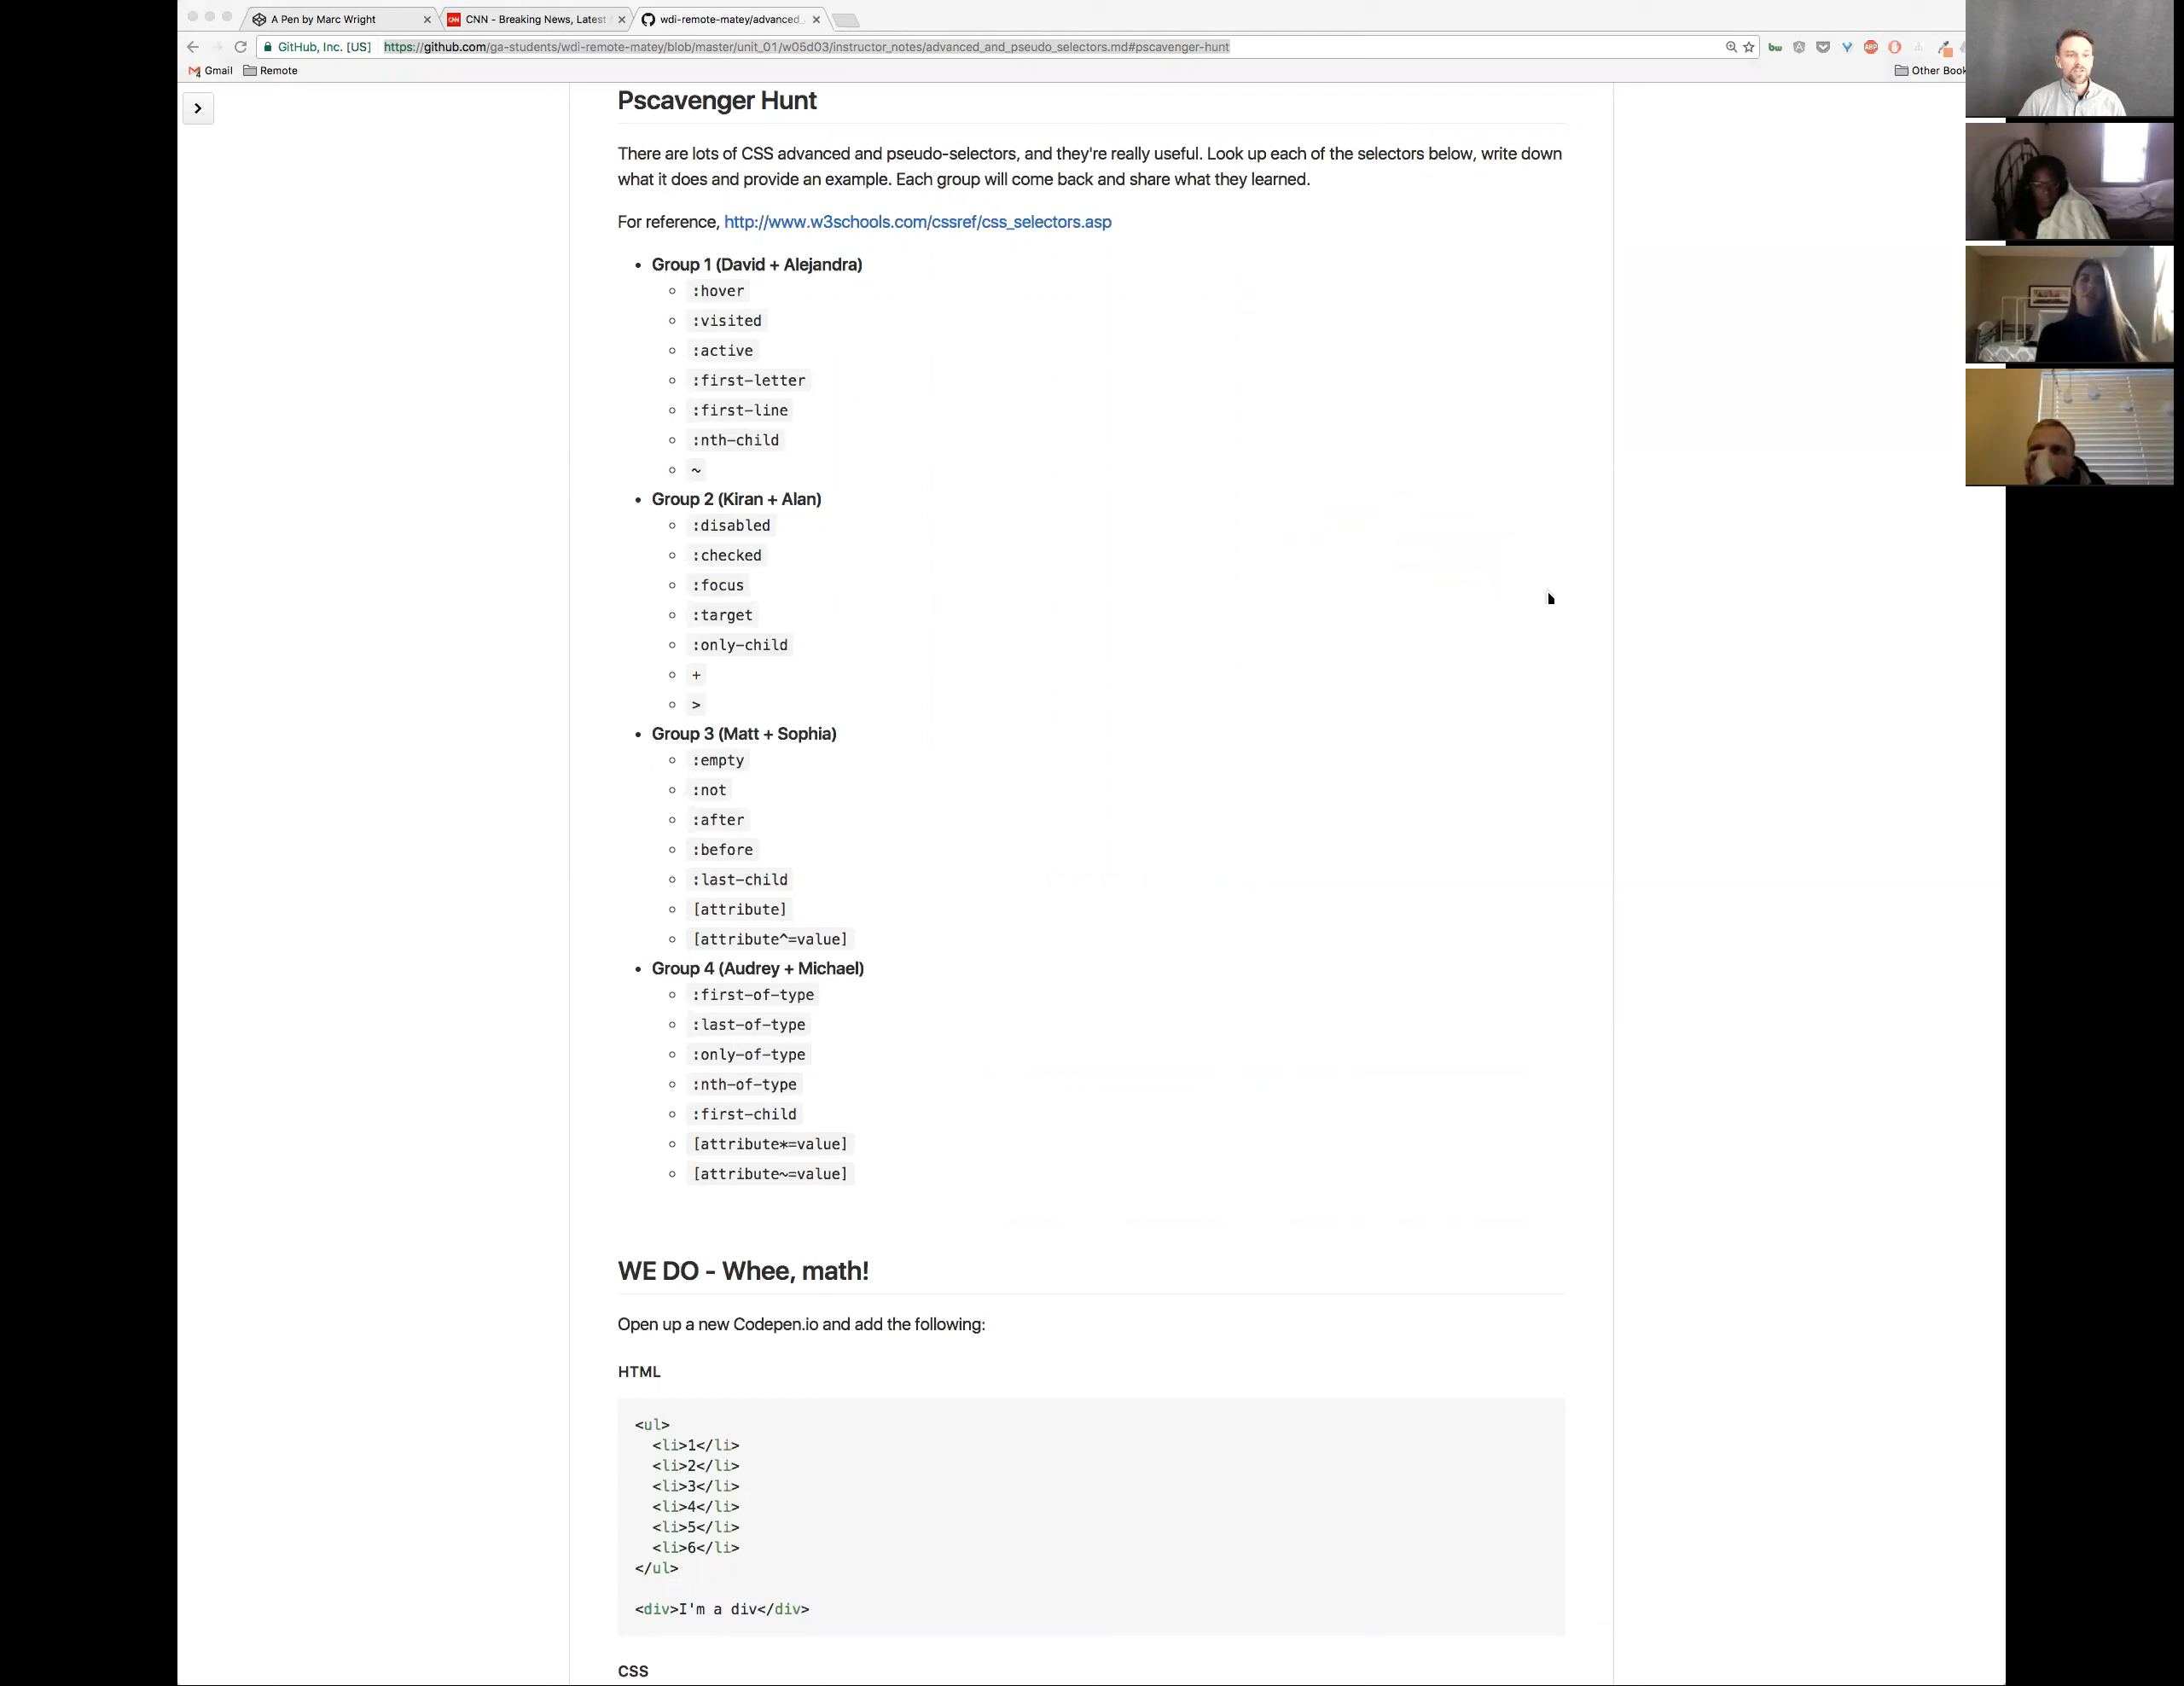 A Pen by Marc Wright
CNN - Breaking News, Latest
wdi-remote-matey/advanced_
GitHub, Inc. [US]
https://github.com/ga-students/wdi-remote-matey/blob/master/unit_01/w05d03/instructor_notes/advanced_and_pseudo_selectors.md#pscavenger-hunt
Gmail
Remote
Other Book
Pscavenger Hunt
There are lots of CSS advanced and pseudo-selectors, and they're really useful. Look up each of the selectors below, write down
what it does and provide an example. Each group will come back and share what they learned.
For reference, http://www.w3schools.com/cssref/css_selectors.asp
Group 1 (David + Alejandra)
:hover
:visited
:active
:first-letter
:first-line
:nth-child
~
Group 2 (Kiran + Alan)
:disabled
:checked
:focus
:target
:only-child
+
>
Group 3 (Matt + Sophia)
:empty
:not
:after
:before
:last-child
[attribute]
[attribute^=value]
Group 4 (Audrey + Michael)
:first-of-type
:last-of-type
:only-of-type
:nth-of-type
:first-child
[attribute*=value]
[attribute~=value]
WE DO - Whee, math!
Open up a new Codepen.io and add the following:
HTML
<ul>
<li>1</li>
<li>2</li>
<li>3</li>
<li>4</li>
<li>5</li>
<li>6</li>
</ul>
<div>I'm a div</div>
CSS